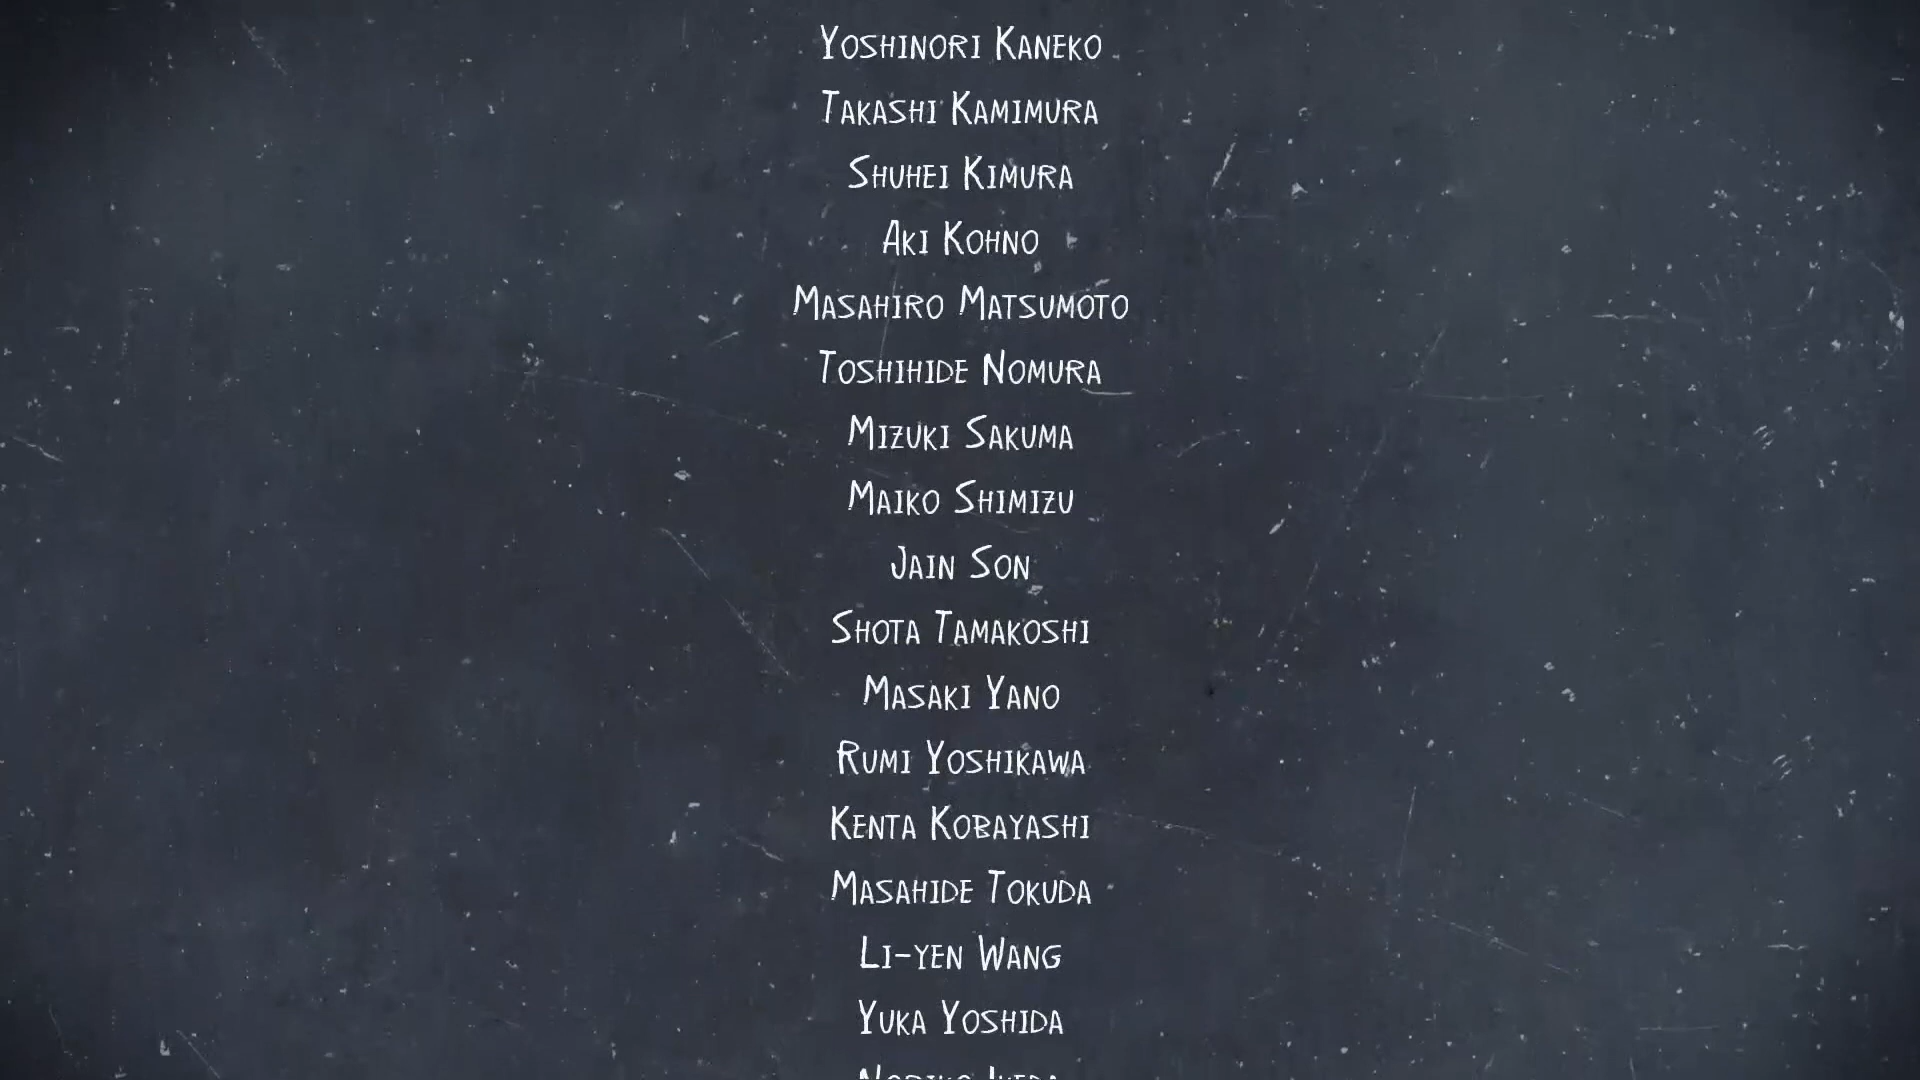 Yoshinori Kaneko
Takashi Kamimura
Shuhei Kimura
Aki Kohno
Masahiro Matsumoto
Toshihide Nomura
Mizuki Sakuma
Maiko Shimizu
Jain Son
Shota Tamakoshi
Masaki Yano
Rumi Yoshikawa
Kenta Kobayashi
Masahide Tokuda
Li-yen Wang
Yuka Yoshida